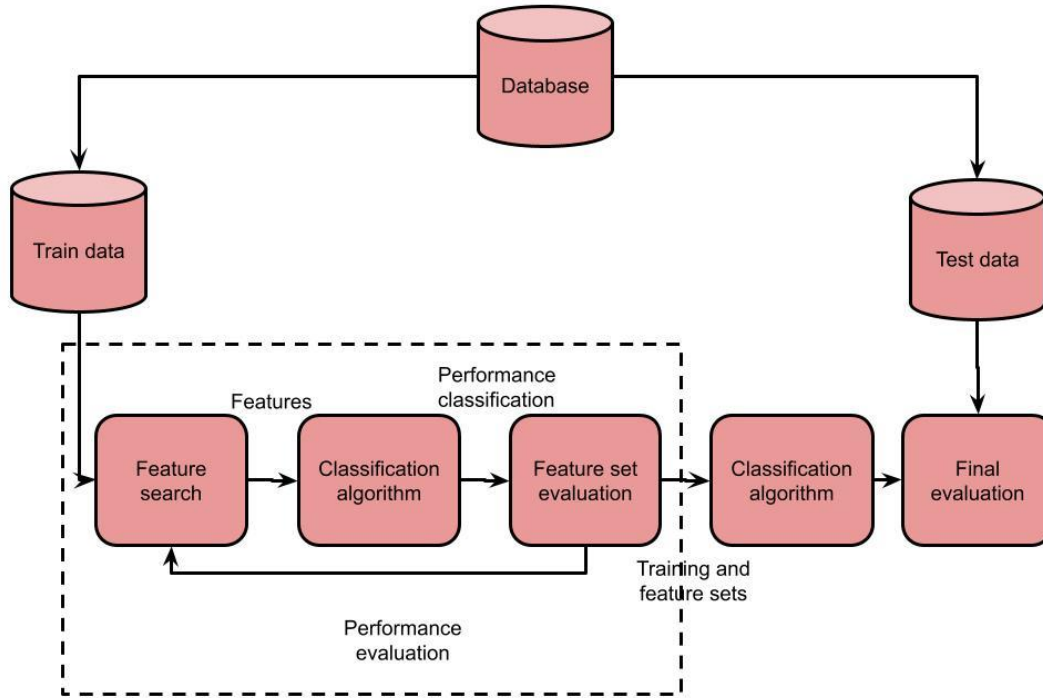 Database
Train data
Test data
Performance
classification
Features
Feature
search
Classification
algorithm
Feature set
evaluation
Classification
algorithm
Final
evaluation
Training and
feature sets
Performance
evaluation